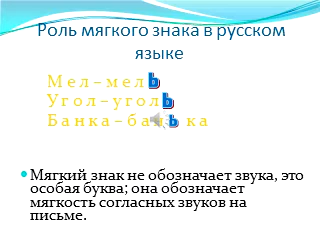 Роль мягкого знака в русском
языке
Мел – мель
Угол – уголь
Банка – банька
Мягкий знак не обозначает звука, это
особая буква; она обозначает
мягкость согласных звуков на
письме.